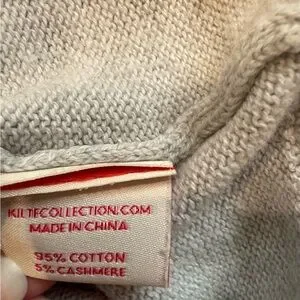 KILTECOLLECTION.COM
MADE IN CHINA
95% COTTON
5% CASHMERE